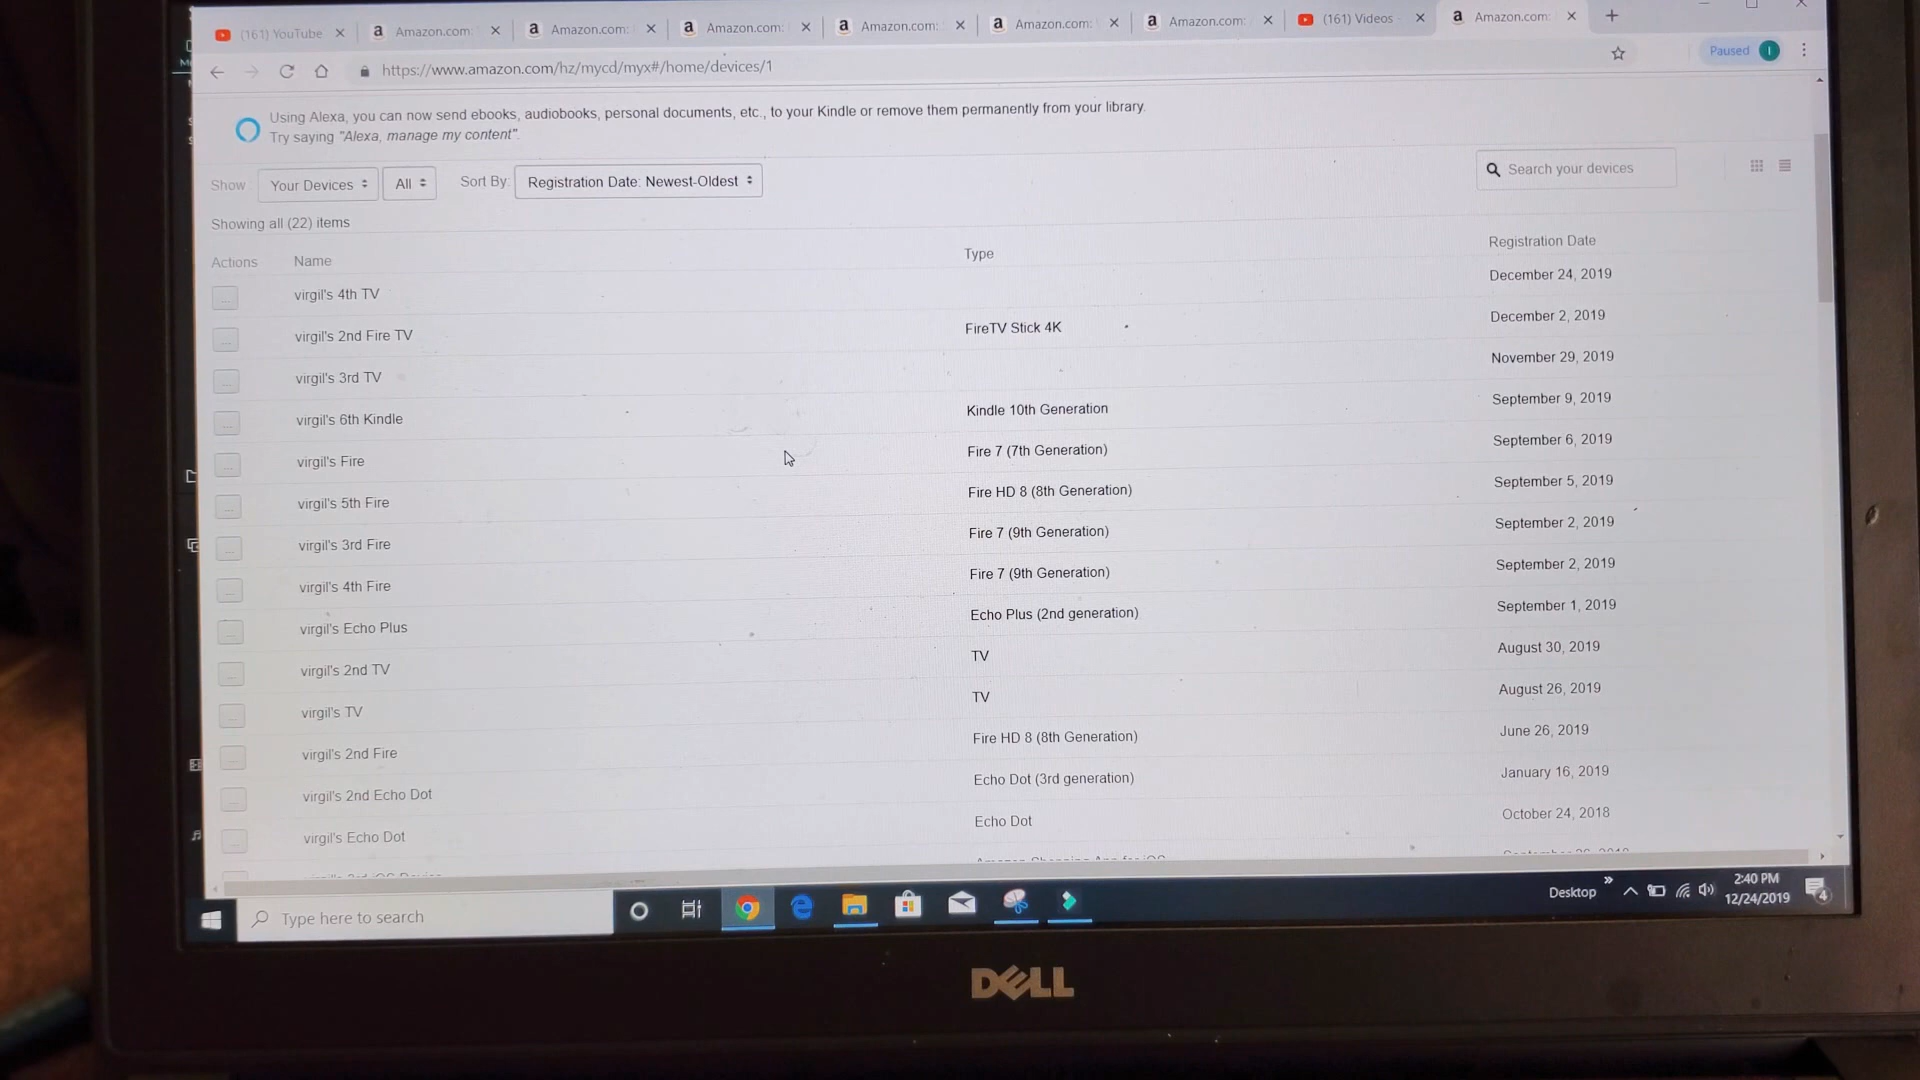 (161) YouTube
Amazon.com:
Amazon.com:
Amazon.com:
Amazon.com:
Amazon.com:
Amazon.com:
(161) Videos
Amazon.com:
https://www.amazon.com/hz/mycd/myx#/home/devices/1
Paused
I
Using Alexa, you can now send ebooks, audiobooks, personal documents, etc., to your Kindle or remove them permanently from your library.
Try saying "Alexa, manage my content".
Show Your Devices All Sort By: Registration Date: Newest-Oldest
Search your devices
Showing all (22) items
Actions Name Type Registration Date
... virgil's 4th TV December 24, 2019
... virgil's 2nd Fire TV FireTV Stick 4K December 2, 2019
... virgil's 3rd TV November 29, 2019
... virgil's 6th Kindle Kindle 10th Generation September 9, 2019
... virgil's Fire Fire 7 (7th Generation) September 6, 2019
... virgil's 5th Fire Fire HD 8 (8th Generation) September 5, 2019
... virgil's 3rd Fire Fire 7 (9th Generation) September 2, 2019
... virgil's 4th Fire Fire 7 (9th Generation) September 2, 2019
... virgil's Echo Plus Echo Plus (2nd generation) September 1, 2019
... virgil's 2nd TV TV August 30, 2019
... virgil's TV TV August 26, 2019
... virgil's 2nd Fire Fire HD 8 (8th Generation) June 26, 2019
... virgil's 2nd Echo Dot Echo Dot (3rd generation) January 16, 2019
... virgil's Echo Dot Echo Dot October 24, 2018
Type here to search
Desktop
2:40 PM
12/24/2019
4
DELL